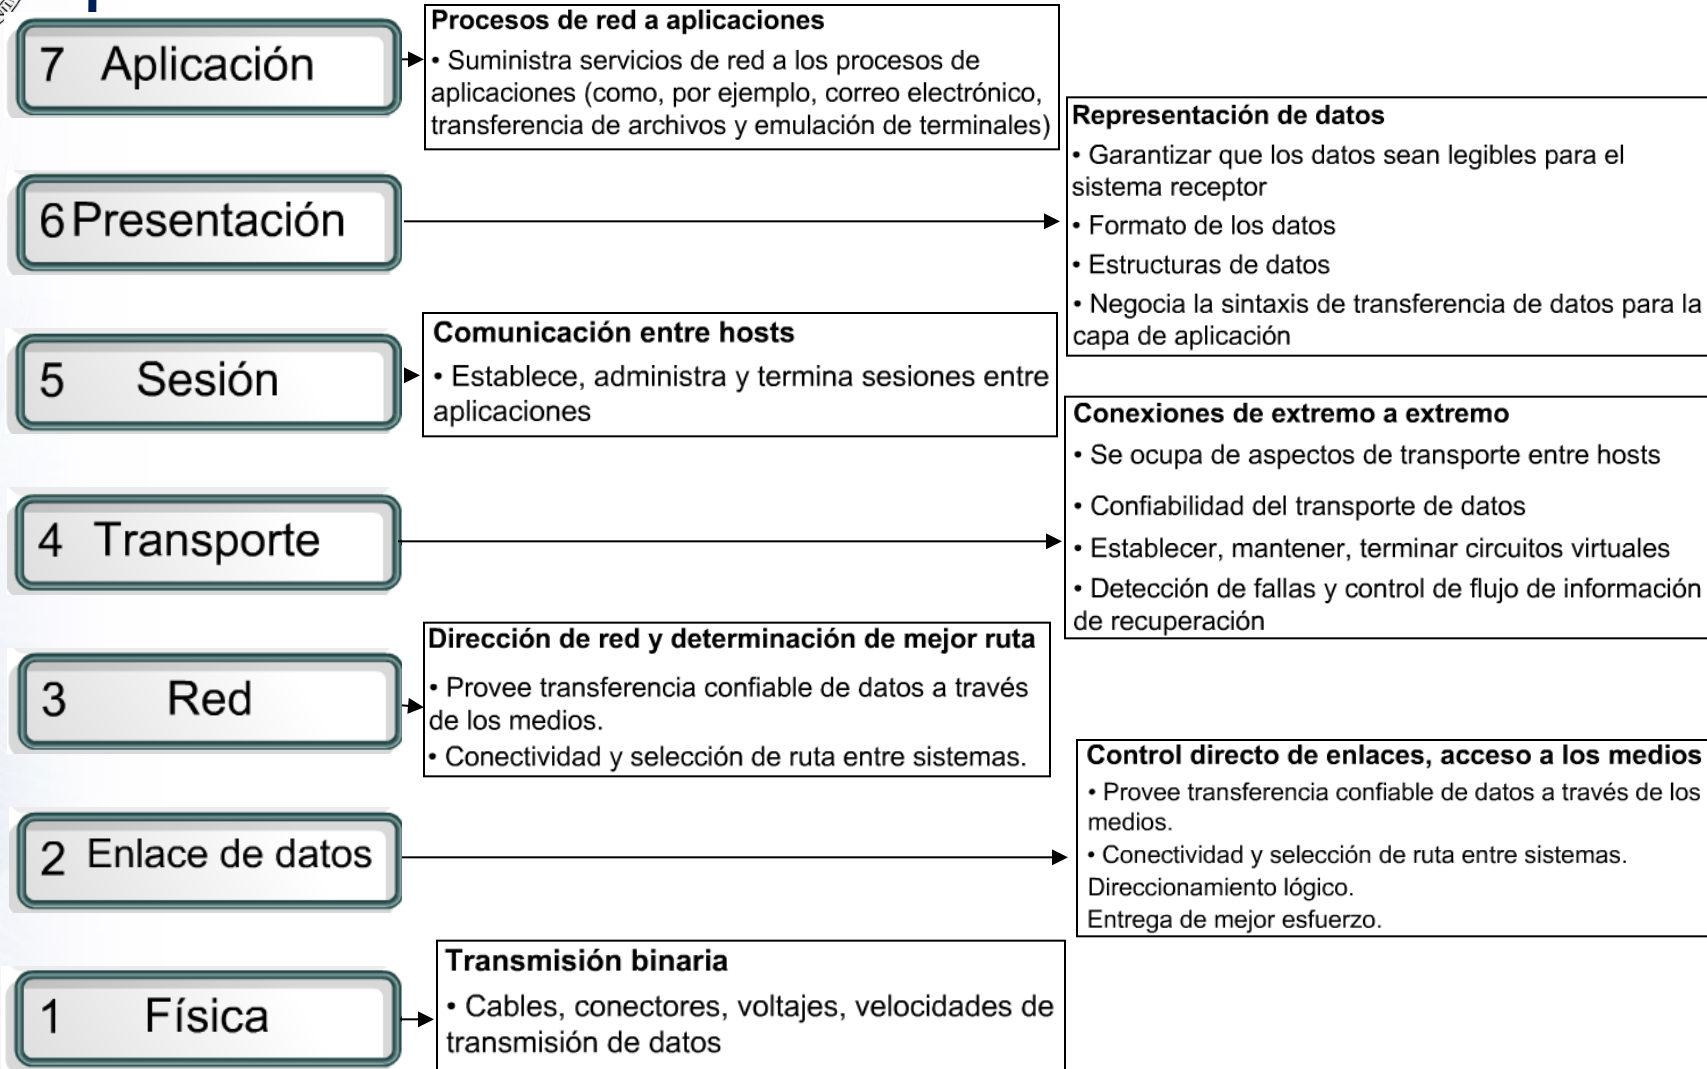 7 Aplicación
Procesos de red a aplicaciones
• Suministra servicios de red a los procesos de
aplicaciones (como, por ejemplo, correo electrónico,
transferencia de archivos y emulación de terminales)
6 Presentación
Representación de datos
• Garantizar que los datos sean legibles para el
sistema receptor
• Formato de los datos
• Estructuras de datos
• Negocia la sintaxis de transferencia de datos para la
capa de aplicación
5 Sesión
Comunicación entre hosts
• Establece, administra y termina sesiones entre
aplicaciones
4 Transporte
Conexiones de extremo a extremo
• Se ocupa de aspectos de transporte entre hosts
• Confiabilidad del transporte de datos
• Establecer, mantener, terminar circuitos virtuales
• Detección de fallas y control de flujo de información
de recuperación
3 Red
Dirección de red y determinación de mejor ruta
• Provee transferencia confiable de datos a través
de los medios.
• Conectividad y selección de ruta entre sistemas.
2 Enlace de datos
Control directo de enlaces, acceso a los medios
• Provee transferencia confiable de datos a través de los
medios.
• Conectividad y selección de ruta entre sistemas.
Direccionamiento lógico.
Entrega de mejor esfuerzo.
1 Física
Transmisión binaria
• Cables, conectores, voltajes, velocidades de
transmisión de datos